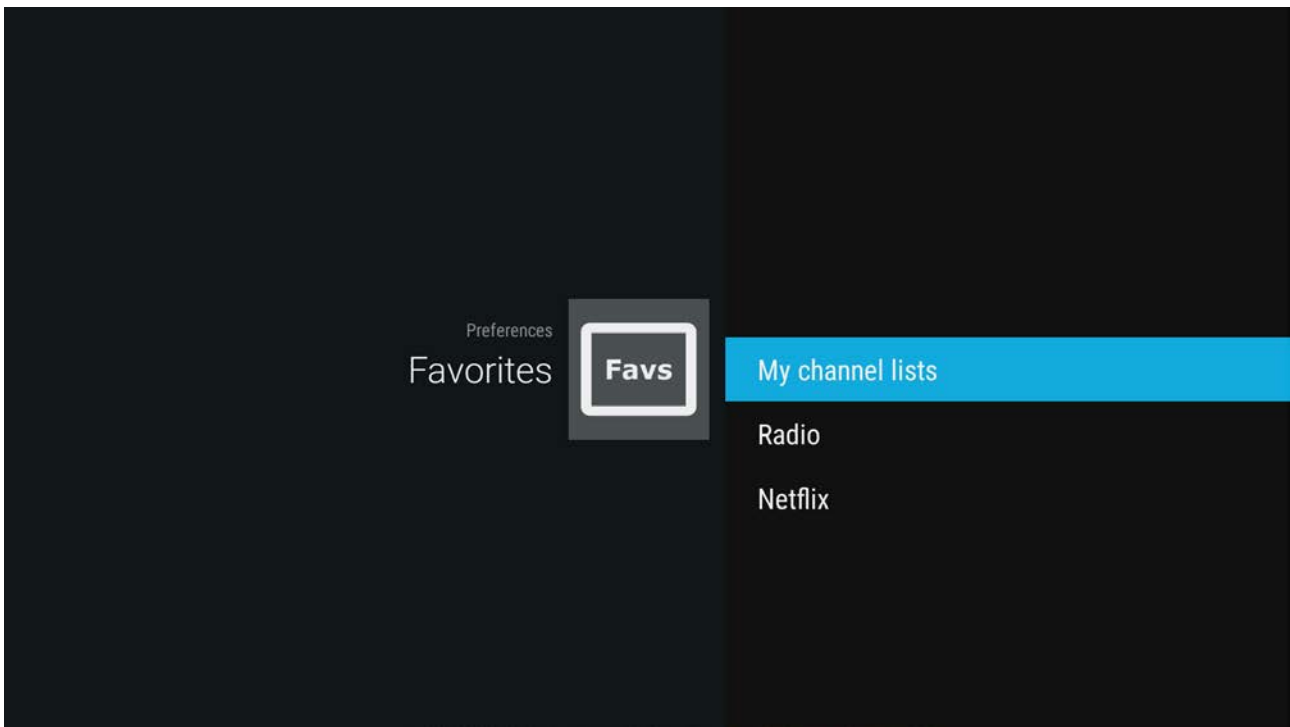 Preferences
Favorites
Favs
My channel lists
Radio
Netflix